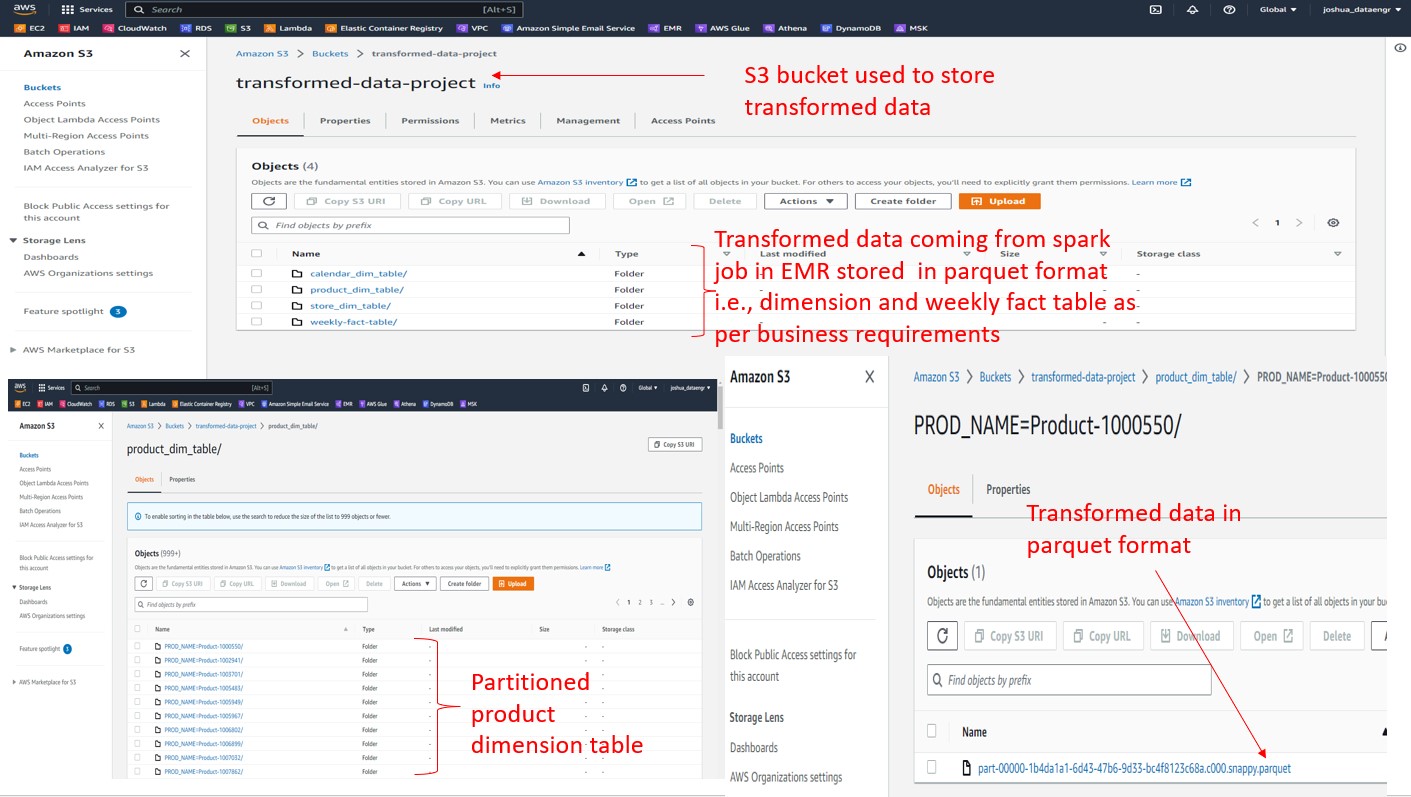 aws
Services
Search
[Alt+S]
Global
joshua_dataengr
EC2 IAM CloudWatch RDS S3 Lambda Elastic Container Registry VPC Amazon Simple Email Service EMR AWS Glue Athena DynamoDB MSK
Amazon S3
Buckets
Access Points
Object Lambda Access Points
Multi-Region Access Points
Batch Operations
IAM Access Analyzer for S3
Block Public Access settings for
this account
Storage Lens
Dashboards
AWS Organizations settings
Feature spotlight 3
AWS Marketplace for S3
Amazon S3 > Buckets > transformed-data-project
transformed-data-project Info
S3 bucket used to store
transformed data
Objects Properties Permissions Metrics Management Access Points
Objects (4)
Objects are the fundamental entities stored in Amazon S3. You can use Amazon S3 inventory to get a list of all objects in your bucket. For others to access your objects, you'll need to explicitly grant them permissions. Learn more
Copy S3 URI Copy URL Download Open Delete Actions Create folder Upload
Find objects by prefix
1
Name Type Last modified Size Storage class
calendar_dim_table/ Folder - - -
product_dim_table/ Folder - - -
store_dim_table/ Folder - - -
weekly-fact-table/ Folder - - -
Transformed data coming from spark
job in EMR stored in parquet format
i.e., dimension and weekly fact table as
per business requirements
aws
Services
Search
[Alt+S]
Global
joshua_dataengr
EC2 IAM CloudWatch RDS S3 Lambda Elastic Container Registry VPC Amazon Simple Email Service EMR AWS Glue Athena DynamoDB MSK
Amazon S3
Buckets
Access Points
Object Lambda Access Points
Multi-Region Access Points
Batch Operations
IAM Access Analyzer for S3
Block Public Access settings for
this account
Storage Lens
Dashboards
AWS Organizations settings
Feature spotlight 3
AWS Marketplace for S3
Amazon S3 > Buckets > transformed-data-project > product_dim_table/
product_dim_table/
Copy S3 URI
Objects Properties
To enable sorting in the table below, use the search to reduce the size of the list to 999 objects or fewer.
Objects (999+)
Objects are the fundamental entities stored in Amazon S3. You can use Amazon S3 inventory to get a list of all objects in your bucket. For others to access your objects, you'll need to explicitly grant them permissions. Learn more
Copy S3 URI Copy URL Download Open Delete Actions Create folder Upload
Find objects by prefix
1 2 3 ...
Name Type Last modified Size Storage class
PROD_NAME=Product-1000550/ Folder - - -
PROD_NAME=Product-1002941/ Folder - - -
PROD_NAME=Product-1003701/ Folder - - -
PROD_NAME=Product-1005483/ Folder - - -
PROD_NAME=Product-1005949/ Folder - - -
PROD_NAME=Product-1005967/ Folder - - -
PROD_NAME=Product-1006802/ Folder - - -
PROD_NAME=Product-1006899/ Folder - - -
PROD_NAME=Product-1007032/ Folder - - -
PROD_NAME=Product-1007862/ Folder - - -
Partitioned
product
dimension table
Amazon S3
Buckets
Access Points
Object Lambda Access Points
Multi-Region Access Points
Batch Operations
IAM Access Analyzer for S3
Block Public Access settings for
this account
Storage Lens
Dashboards
AWS Organizations settings
Amazon S3 > Buckets > transformed-data-project > product_dim_table/ > PROD_NAME=Product-1000550
PROD_NAME=Product-1000550/
Objects Properties
Transformed data in
parquet format
Objects (1)
Objects are the fundamental entities stored in Amazon S3. You can use Amazon S3 inventory to get a list of all objects in your bu
Copy S3 URI Copy URL Download Open Delete
Find objects by prefix
Name
part-00000-1b4da1a1-6d43-47b6-9d33-bc4f8123c68a.c000.snappy.parquet